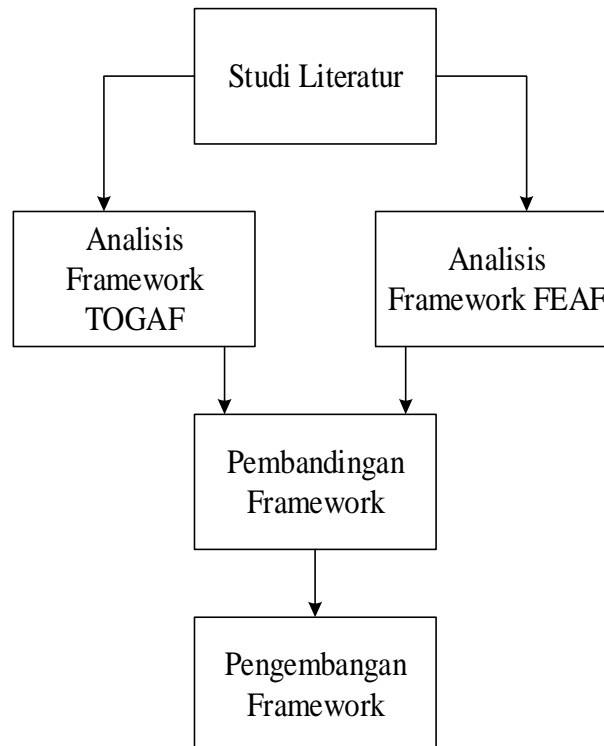 Studi Literatur
Analisis
Framework
TOGAF
Analisis
Framework FEAF
Pembandingan
Framework
Pengembangan
Framework